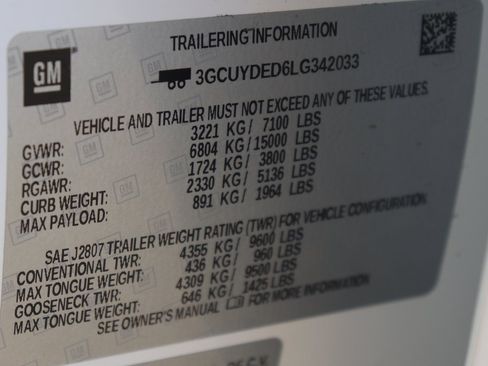 GM
TRAILERING INFORMATION
3GCUYDED6LG342033
VEHICLE AND TRAILER MUST NOT EXCEED ANY OF THESE VALUES.
GVWR: 3221 KG / 7100 LBS
GCWR: 6804 KG / 15000 LBS
RGAWR: 1724 KG / 3800 LBS
CURB WEIGHT: 2330 KG / 5136 LBS
MAX PAYLOAD: 891 KG / 1964 LBS
SAE J2807 TRAILER WEIGHT RATING (TWR) FOR VEHICLE CONFIGURATION
CONVENTIONAL TWR: 4355 KG / 9600 LBS
MAX TONGUE WEIGHT: 436 KG / 960 LBS
GOOSENECK TWR: 4309 KG / 9500 LBS
MAX TONGUE WEIGHT: 646 KG / 1425 LBS
SEE OWNER'S MANUAL FOR MORE INFORMATION